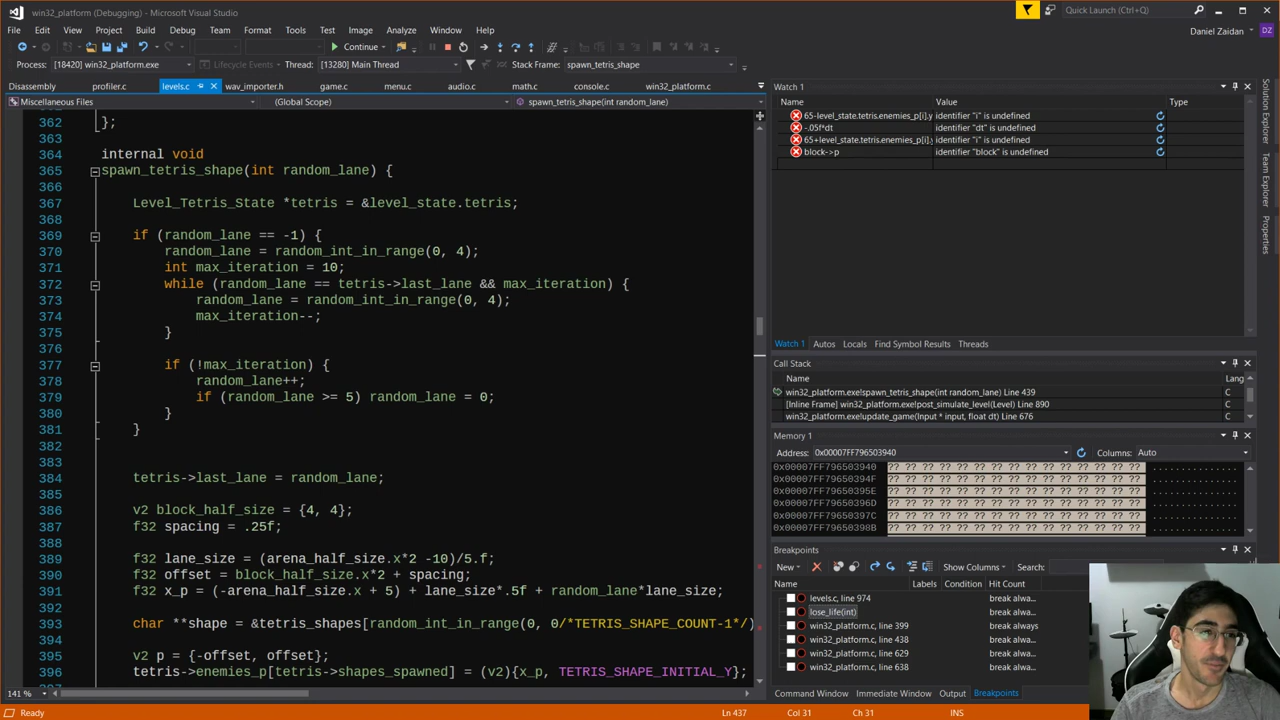 win32_platform (Debugging) - Microsoft Visual Studio
Quick Launch (Ctrl+Q)
File Edit View Project Build Debug Team Format Tools Test Image Analyze Window Help
Daniel Zaidan DZ
Continue
Process: [18420] win32_platform.exe Lifecycle Events Thread: [13280] Main Thread Stack Frame: spawn_tetris_shape
Disassembly profiler.c levels.c wav_inverter.h game.c menu.c audio.c math.c console.c win32_platform.c
Miscellaneous Files (Global Scope) spawn_tetris_shape(int random_lane)
362 };
363
364 internal void
365 spawn_tetris_shape(int random_lane) {
366
367 Level_Tetris_State *tetris = &level_state.tetris;
368
369 if (random_lane == -1) {
370 random_lane = random_int_in_range(0, 4);
371 int max_iteration = 10;
372 while (random_lane == tetris->last_lane && max_iteration) {
373 random_lane = random_int_in_range(0, 4);
374 max_iteration--;
375 }
376
377 if (!max_iteration) {
378 random_lane++;
379 if (random_lane >= 5) random_lane = 0;
380 }
381 }
382
383
384 tetris->last_lane = random_lane;
385
386 v2 block_half_size = {4, 4};
387 f32 spacing = .25f;
388
389 f32 lane_size = (arena_half_size.x*2 -10)/5.f;
390 f32 offset = block_half_size.x*2 + spacing;
391 f32 x_p = (-arena_half_size.x + 5) + lane_size*.5f + random_lane*lane_size;
392
393 char **shape = &tetris_shapes[random_int_in_range(0, 0/*TETRIS_SHAPE_COUNT-1*/)
394
395 v2 p = {-offset, offset};
396 tetris->enemies_p[tetris->shapes_spawned] = (v2){x_p, TETRIS_SHAPE_INITIAL_Y};
141 %
Ready
Ln 437 Col 31 Ch 31 INS
Watch 1
Name Value Type
65-level_state.tetris.enemies_p[i].y identifier "i" is undefined
-.05f*dt identifier "dt" is undefined
65+level_state.tetris.enemies_p[i]. identifier "i" is undefined
block->p identifier "block" is undefined
Watch 1 Autos Locals Find Symbol Results Threads
Call Stack
Name Lang
win32_platform.exe!spawn_tetris_shape(int random_lane) Line 439 C
[Inline Frame] win32_platform.exe!post_simulate_level(Level) Line 890 C
win32_platform.exe!update_game(Input * input, float dt) Line 676 C
Memory 1
Address: 0x00007FF796503940 Columns: Auto
0x00007FF796503940 ?? ?? ?? ?? ?? ?? ?? ?? ?? ?? ?? ?? ?? ?? ?? ...............
0x00007FF79650394F ?? ?? ?? ?? ?? ?? ?? ?? ?? ?? ?? ?? ?? ?? ?? ...............
0x00007FF79650395E ?? ?? ?? ?? ?? ?? ?? ?? ?? ?? ?? ?? ?? ?? ?? ...............
0x00007FF79650396D ?? ?? ?? ?? ?? ?? ?? ?? ?? ?? ?? ?? ?? ?? ?? ...............
0x00007FF79650397C ?? ?? ?? ?? ?? ?? ?? ?? ?? ?? ?? ?? ?? ?? ?? ...............
0x00007FF79650398B ?? ?? ?? ?? ?? ?? ?? ?? ?? ?? ?? ?? ?? ?? ?? ...............
Breakpoints
New Show Columns Search:
Name Labels Condition Hit Count
levels.c, line 974 break alwa...
lose_life(int) break alwa...
win32_platform.c, line 399 break always
win32_platform.c, line 438 break alwa...
win32_platform.c, line 629 break alwa...
win32_platform.c, line 638 break alwa...
Command Window Immediate Window Output Breakpoints
Solution Explorer
Team Explorer
Properties